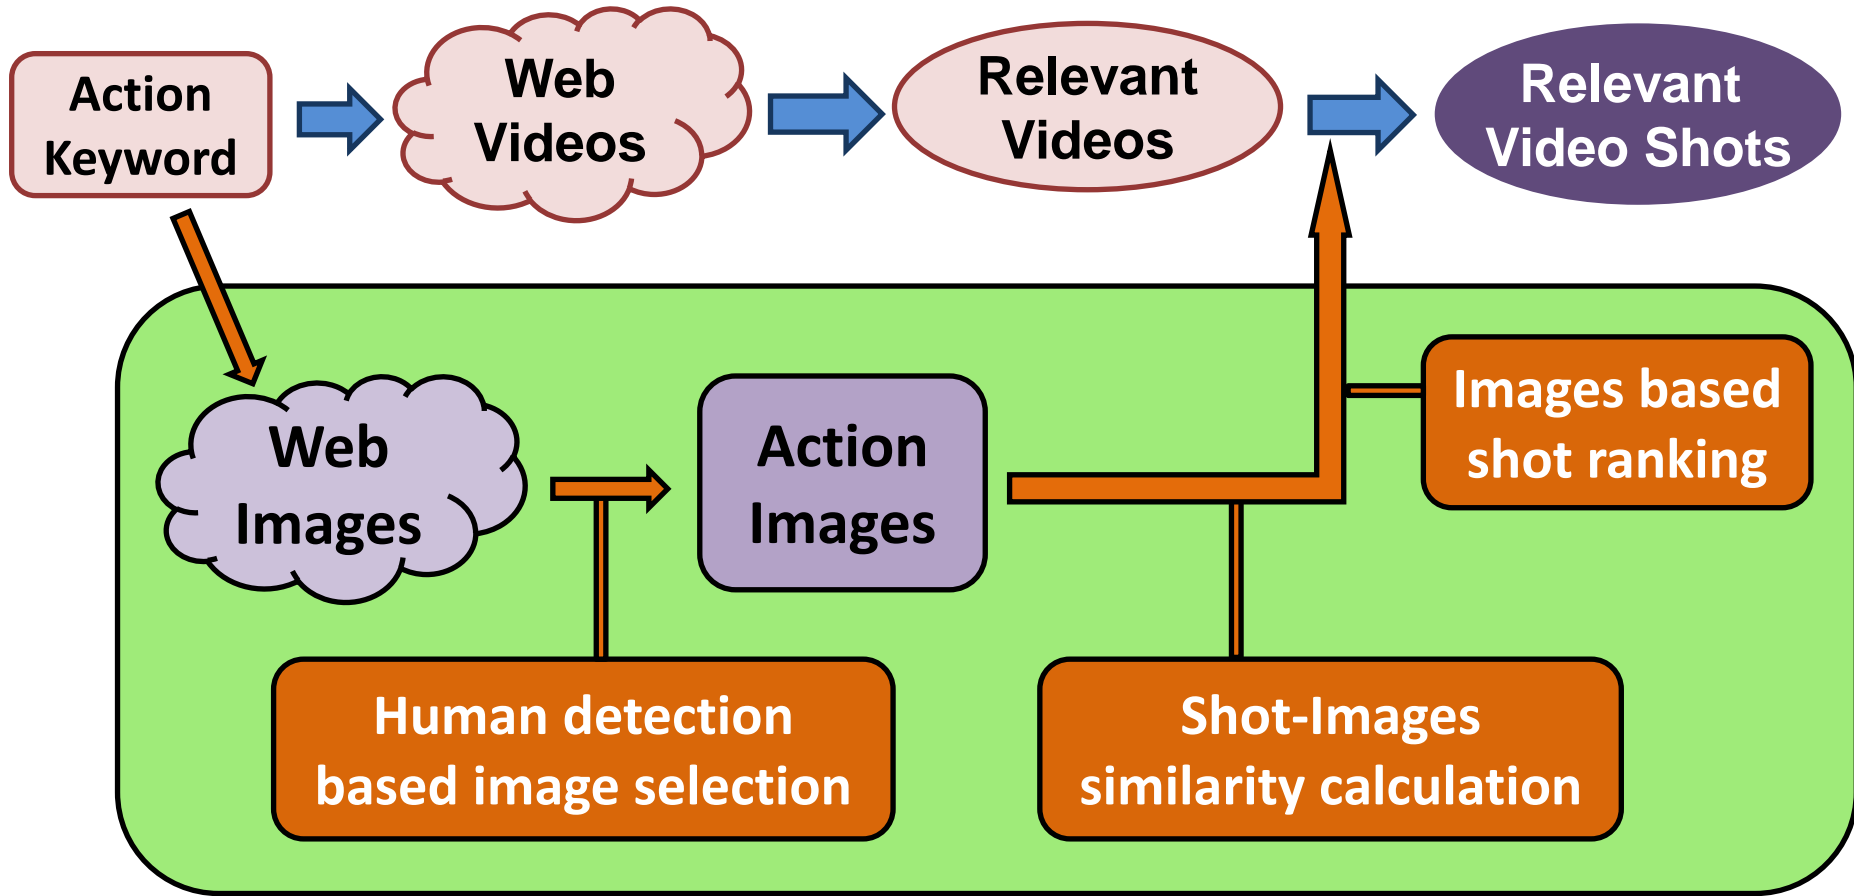 Action
Keyword
Web
Videos
Relevant
Videos
Relevant
Video Shots
Web
Images
Action
Images
Images based
shot ranking
Human detection
based image selection
Shot-Images
similarity calculation